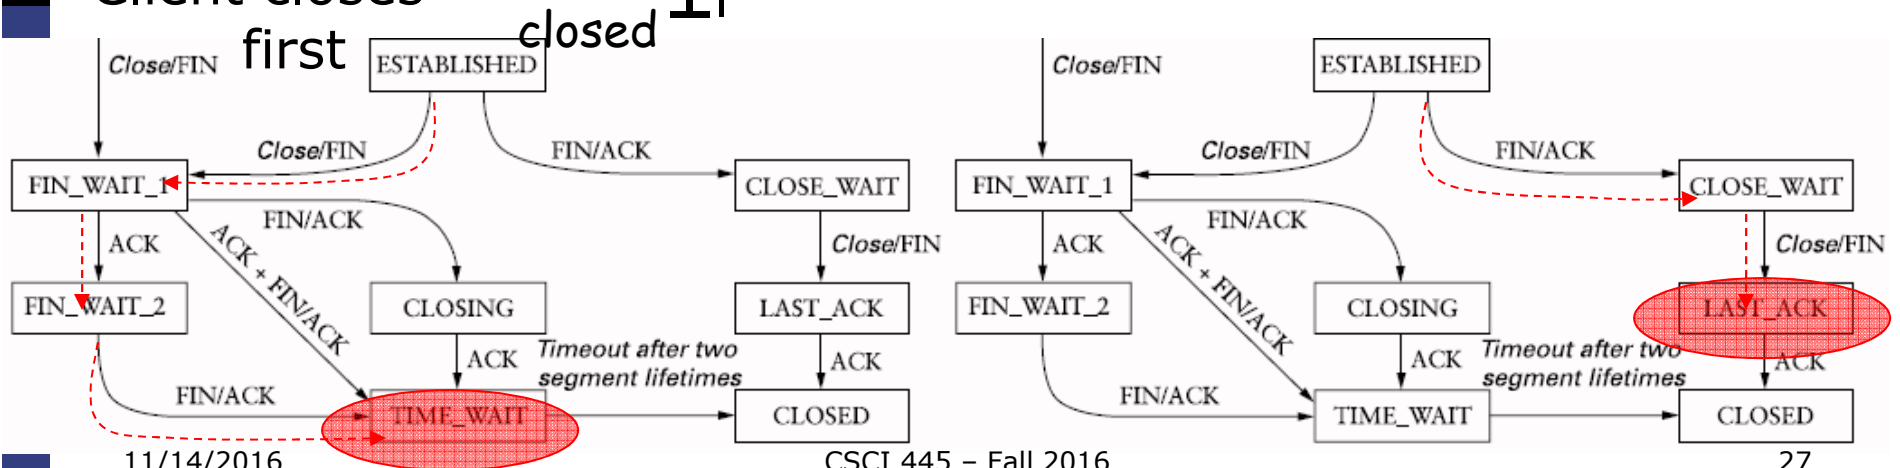 Client closes
first
closed
Close/FIN
ESTABLISHED
Close/FIN
FIN/ACK
FIN_WAIT_1
CLOSE_WAIT
FIN/ACK
ACK
ACK + FIN/ACK
Close/FIN
FIN_WAIT_2
CLOSING
LAST_ACK
ACK
Timeout after two
segment lifetimes
ACK
FIN/ACK
TIME_WAIT
CLOSED
Close/FIN
ESTABLISHED
Close/FIN
FIN/ACK
FIN_WAIT_1
CLOSE_WAIT
FIN/ACK
ACK
ACK + FIN/ACK
Close/FIN
FIN_WAIT_2
CLOSING
LAST_ACK
ACK
Timeout after two
segment lifetimes
ACK
FIN/ACK
TIME_WAIT
CLOSED
11/14/2016
CSCI 445 – Fall 2016
27